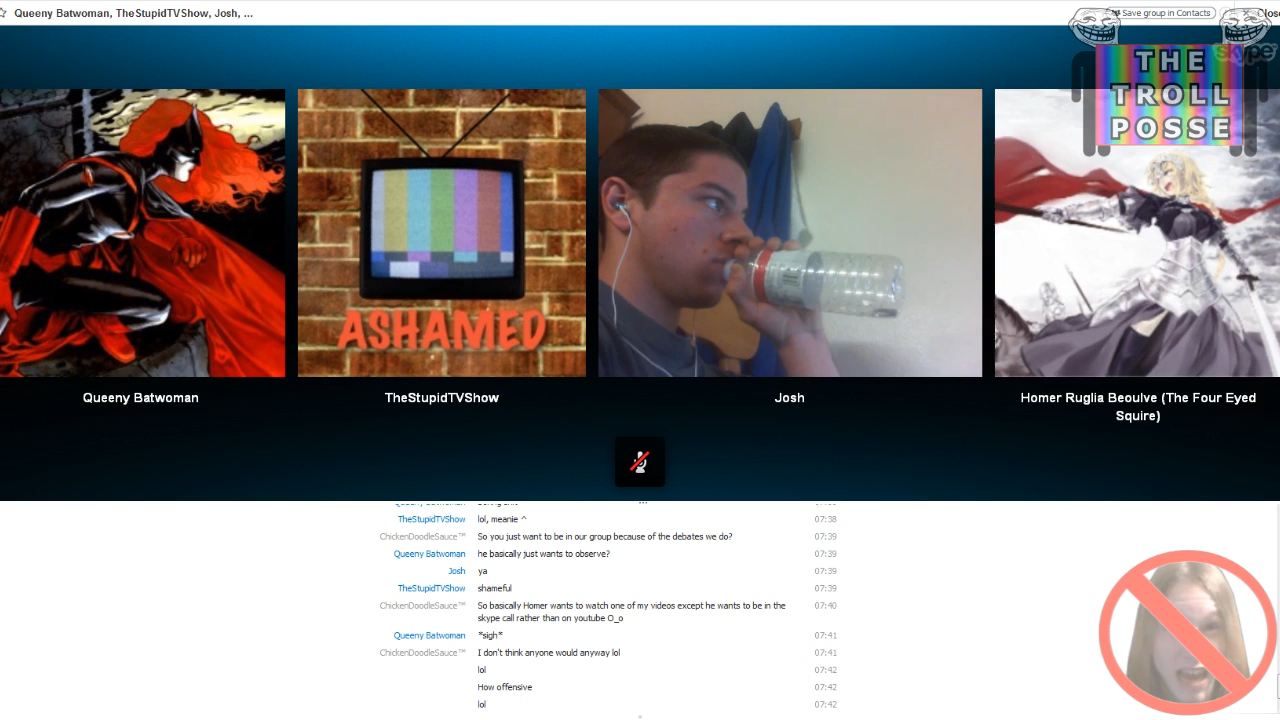 Queeny Batwoman, TheStupidTVShow, Josh, ...
Save group in Contacts
skype
THE
TROLL
POSSE
ASHAMED
Queeny Batwoman
TheStupidTVShow
Josh
Homer Ruglia Beoulve (The Four Eyed
Squire)
TheStupidTVShow lol, meanie ^ 07:38
ChickenDoodleSauce™ So you just want to be in our group because of the debates we do? 07:39
Queeny Batwoman he basically just wants to observe? 07:39
Josh ya 07:39
TheStupidTVShow shameful 07:39
ChickenDoodleSauce™ So basically Homer wants to watch one of my videos except he wants to be in the 07:40
skype call rather than on youtube O_o
Queeny Batwoman *sigh* 07:41
ChickenDoodleSauce™ I don't think anyone would anyway lol 07:41
lol 07:42
How offensive 07:42
lol 07:42